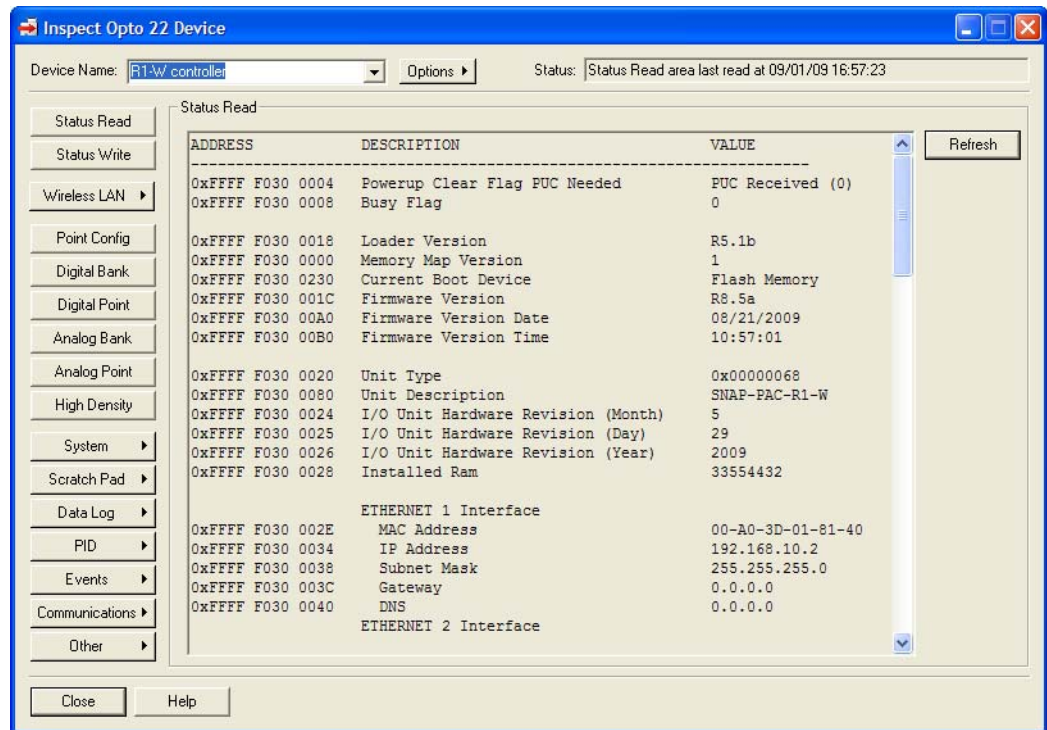 Inspect Opto 22 Device
Device Name: R1-W controller Options Status: Status Read area last read at 09/01/09 16:57:23
Status Read
Status Write
Wireless LAN
Point Config
Digital Bank
Digital Point
Analog Bank
Analog Point
High Density
System
Scratch Pad
Data Log
PID
Events
Communications
Other
Status Read
ADDRESS DESCRIPTION VALUE
--------------------------------------------------------------------------------
0xFFFF F030 0004 Powerup Clear Flag PUC Needed PUC Received (0)
0xFFFF F030 0008 Busy Flag 0
0xFFFF F030 0018 Loader Version R5.1b
0xFFFF F030 0000 Memory Map Version 1
0xFFFF F030 0230 Current Boot Device Flash Memory
0xFFFF F030 001C Firmware Version R8.5a
0xFFFF F030 00A0 Firmware Version Date 08/21/2009
0xFFFF F030 00B0 Firmware Version Time 10:57:01
0xFFFF F030 0020 Unit Type 0x00000068
0xFFFF F030 0080 Unit Description SNAP-PAC-R1-W
0xFFFF F030 0024 I/O Unit Hardware Revision (Month) 5
0xFFFF F030 0025 I/O Unit Hardware Revision (Day) 29
0xFFFF F030 0026 I/O Unit Hardware Revision (Year) 2009
0xFFFF F030 0028 Installed Ram 33554432
ETHERNET 1 Interface
0xFFFF F030 002E MAC Address 00-A0-3D-01-81-40
0xFFFF F030 0034 IP Address 192.168.10.2
0xFFFF F030 0038 Subnet Mask 255.255.255.0
0xFFFF F030 003C Gateway 0.0.0.0
0xFFFF F030 0040 DNS 0.0.0.0
ETHERNET 2 Interface
Refresh
Close Help